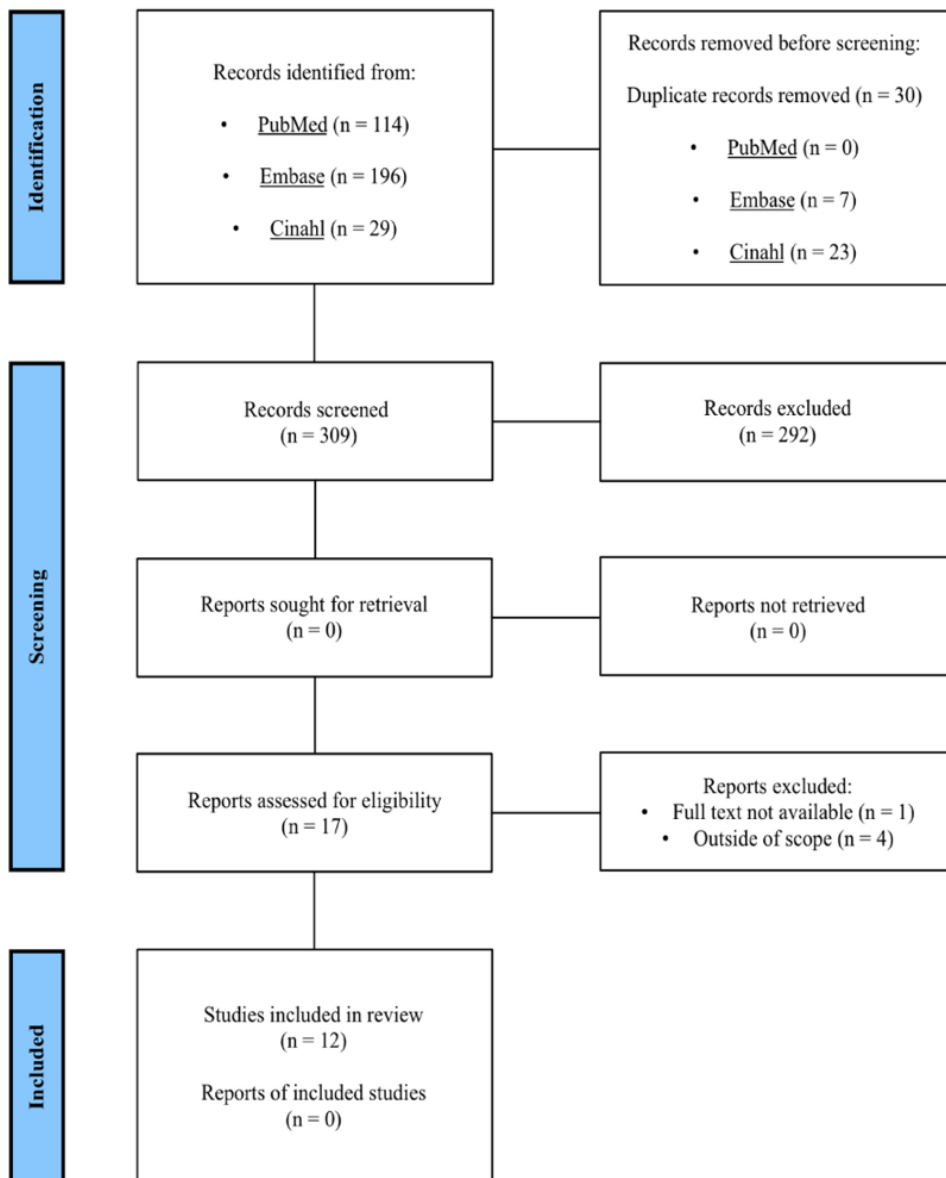 Identification
Records identified from:
• PubMed (n = 114)
• Embase (n = 196)
• Cinahl (n = 29)
Records removed before screening:
Duplicate records removed (n = 30)
• PubMed (n = 0)
• Embase (n = 7)
• Cinahl (n = 23)
Screening
Records screened
(n = 309)
Records excluded
(n = 292)
Reports sought for retrieval
(n = 0)
Reports not retrieved
(n = 0)
Reports assessed for eligibility
(n = 17)
Reports excluded:
• Full text not available (n = 1)
• Outside of scope (n = 4)
Included
Studies included in review
(n = 12)
Reports of included studies
(n = 0)